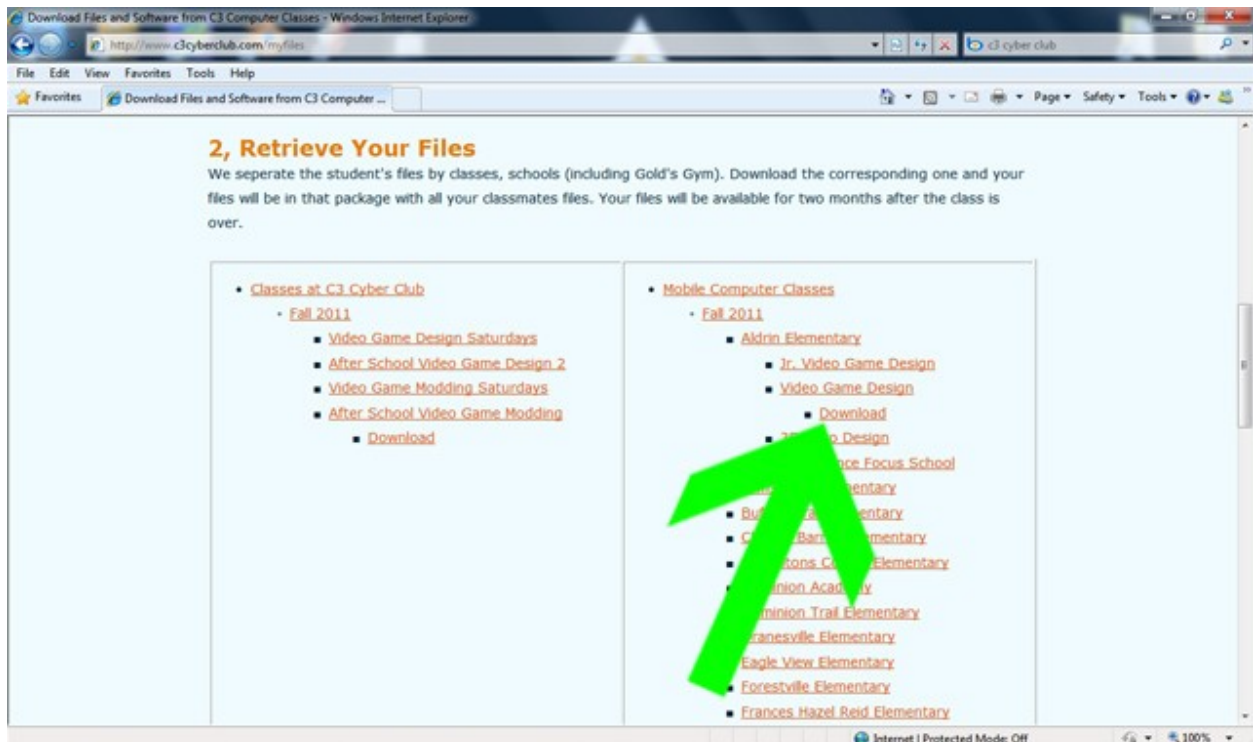 Download Files and Software from C3 Computer Classes - Windows Internet Explorer
http://www.c3cyberclub.com/myfiles
c3 cyber club
File Edit View Favorites Tools Help
Favorites
Download Files and Software from C3 Computer ...
Page Safety Tools
2, Retrieve Your Files
We seperate the student's files by classes, schools (including Gold's Gym). Download the corresponding one and your
files will be in that package with all your classmates files. Your files will be available for two months after the class is
over.
Classes at C3 Cyber Club
Fall 2011
Video Game Design Saturdays
After School Video Game Design 2
Video Game Modding Saturdays
After School Video Game Modding
Download
Mobile Computer Classes
Fall 2011
Aldrin Elementary
Jr. Video Game Design
Video Game Design
Download
Design
Focus School
Elementary
Dominion Trail Elementary
Eagle View Elementary
Forestville Elementary
Frances Hazel Reid Elementary
Internet | Protected Mode: Off
100%